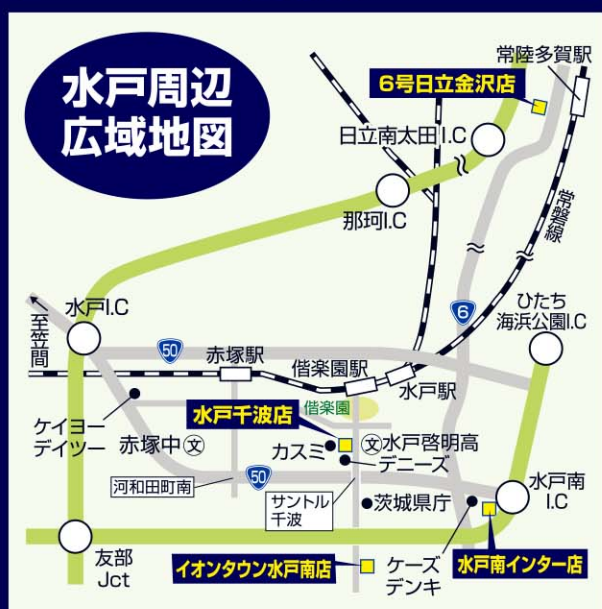 水戸周辺
広域地図
常陸多賀駅
6号日立金沢店
日立南太田I.C
那珂I.C
常磐線
6
ひたち
海浜公園I.C
至笠間
水戸I.C
50
赤塚駅
偕楽園駅
水戸駅
偕楽園
ケイヨー
デイツー
赤塚中
文
水戸千波店
カスミ
文
水戸啓明高
デニーズ
河和田町南
50
サントル
千波
茨城県庁
水戸南
I.C
友部
Jct
イオンタウン水戸南店
ケーズ
デンキ
水戸南インター店